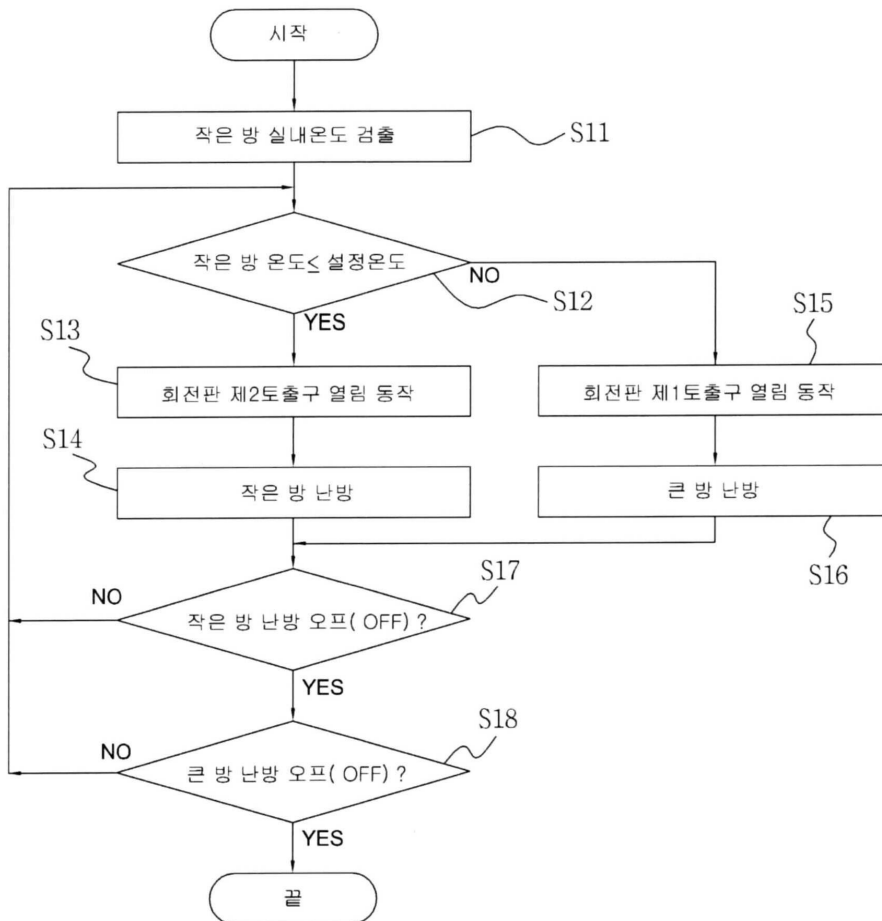 시작
작은 방 실내온도 검출
S11
작은 방 온도≤ 설정온도
NO
S12
YES
S13
S15
회전판 제2토출구 열림 동작
회전판 제1토출구 열림 동작
S14
작은 방 난방
큰 방 난방
S16
S17
NO
작은 방 난방 오프( OFF) ?
YES
S18
NO
큰 방 난방 오프( OFF) ?
YES
끝